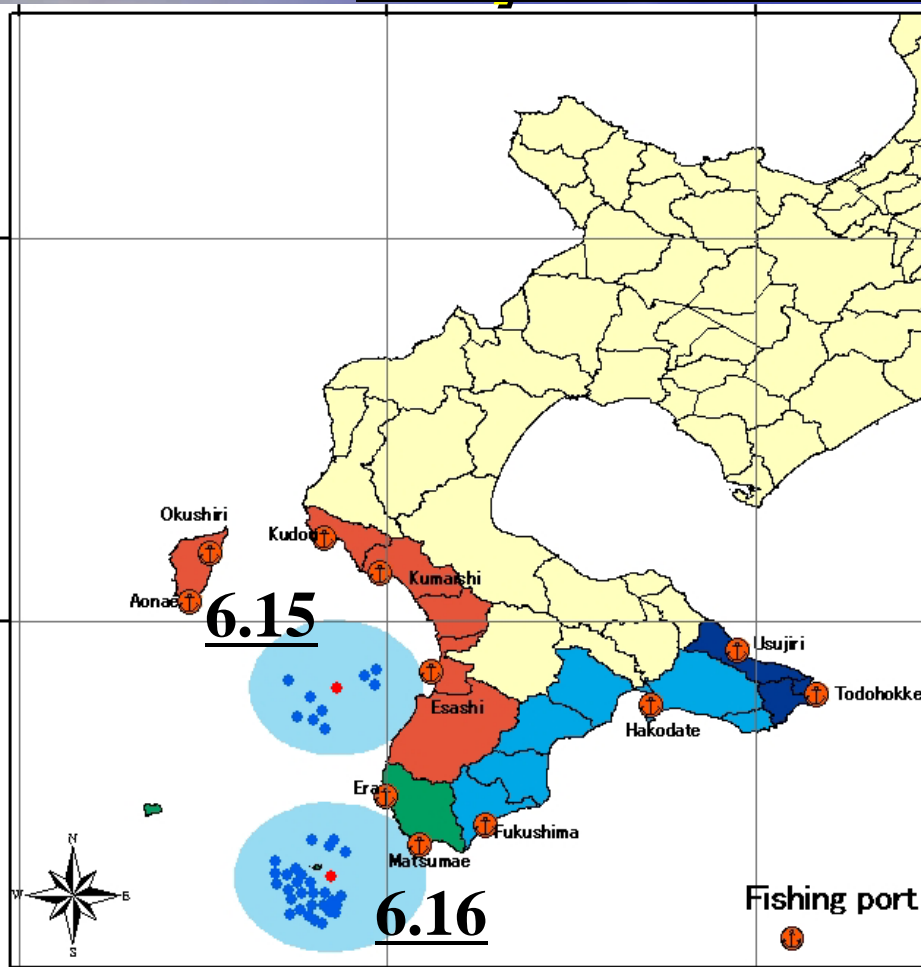 Okushiri
Kudou
Kumaishi
Aonae
6.15
Usujiri
Todohokke
Esashi
Hakodate
Era
Fukushima
Matsumae
N
W
E
S
6.16
Fishing port